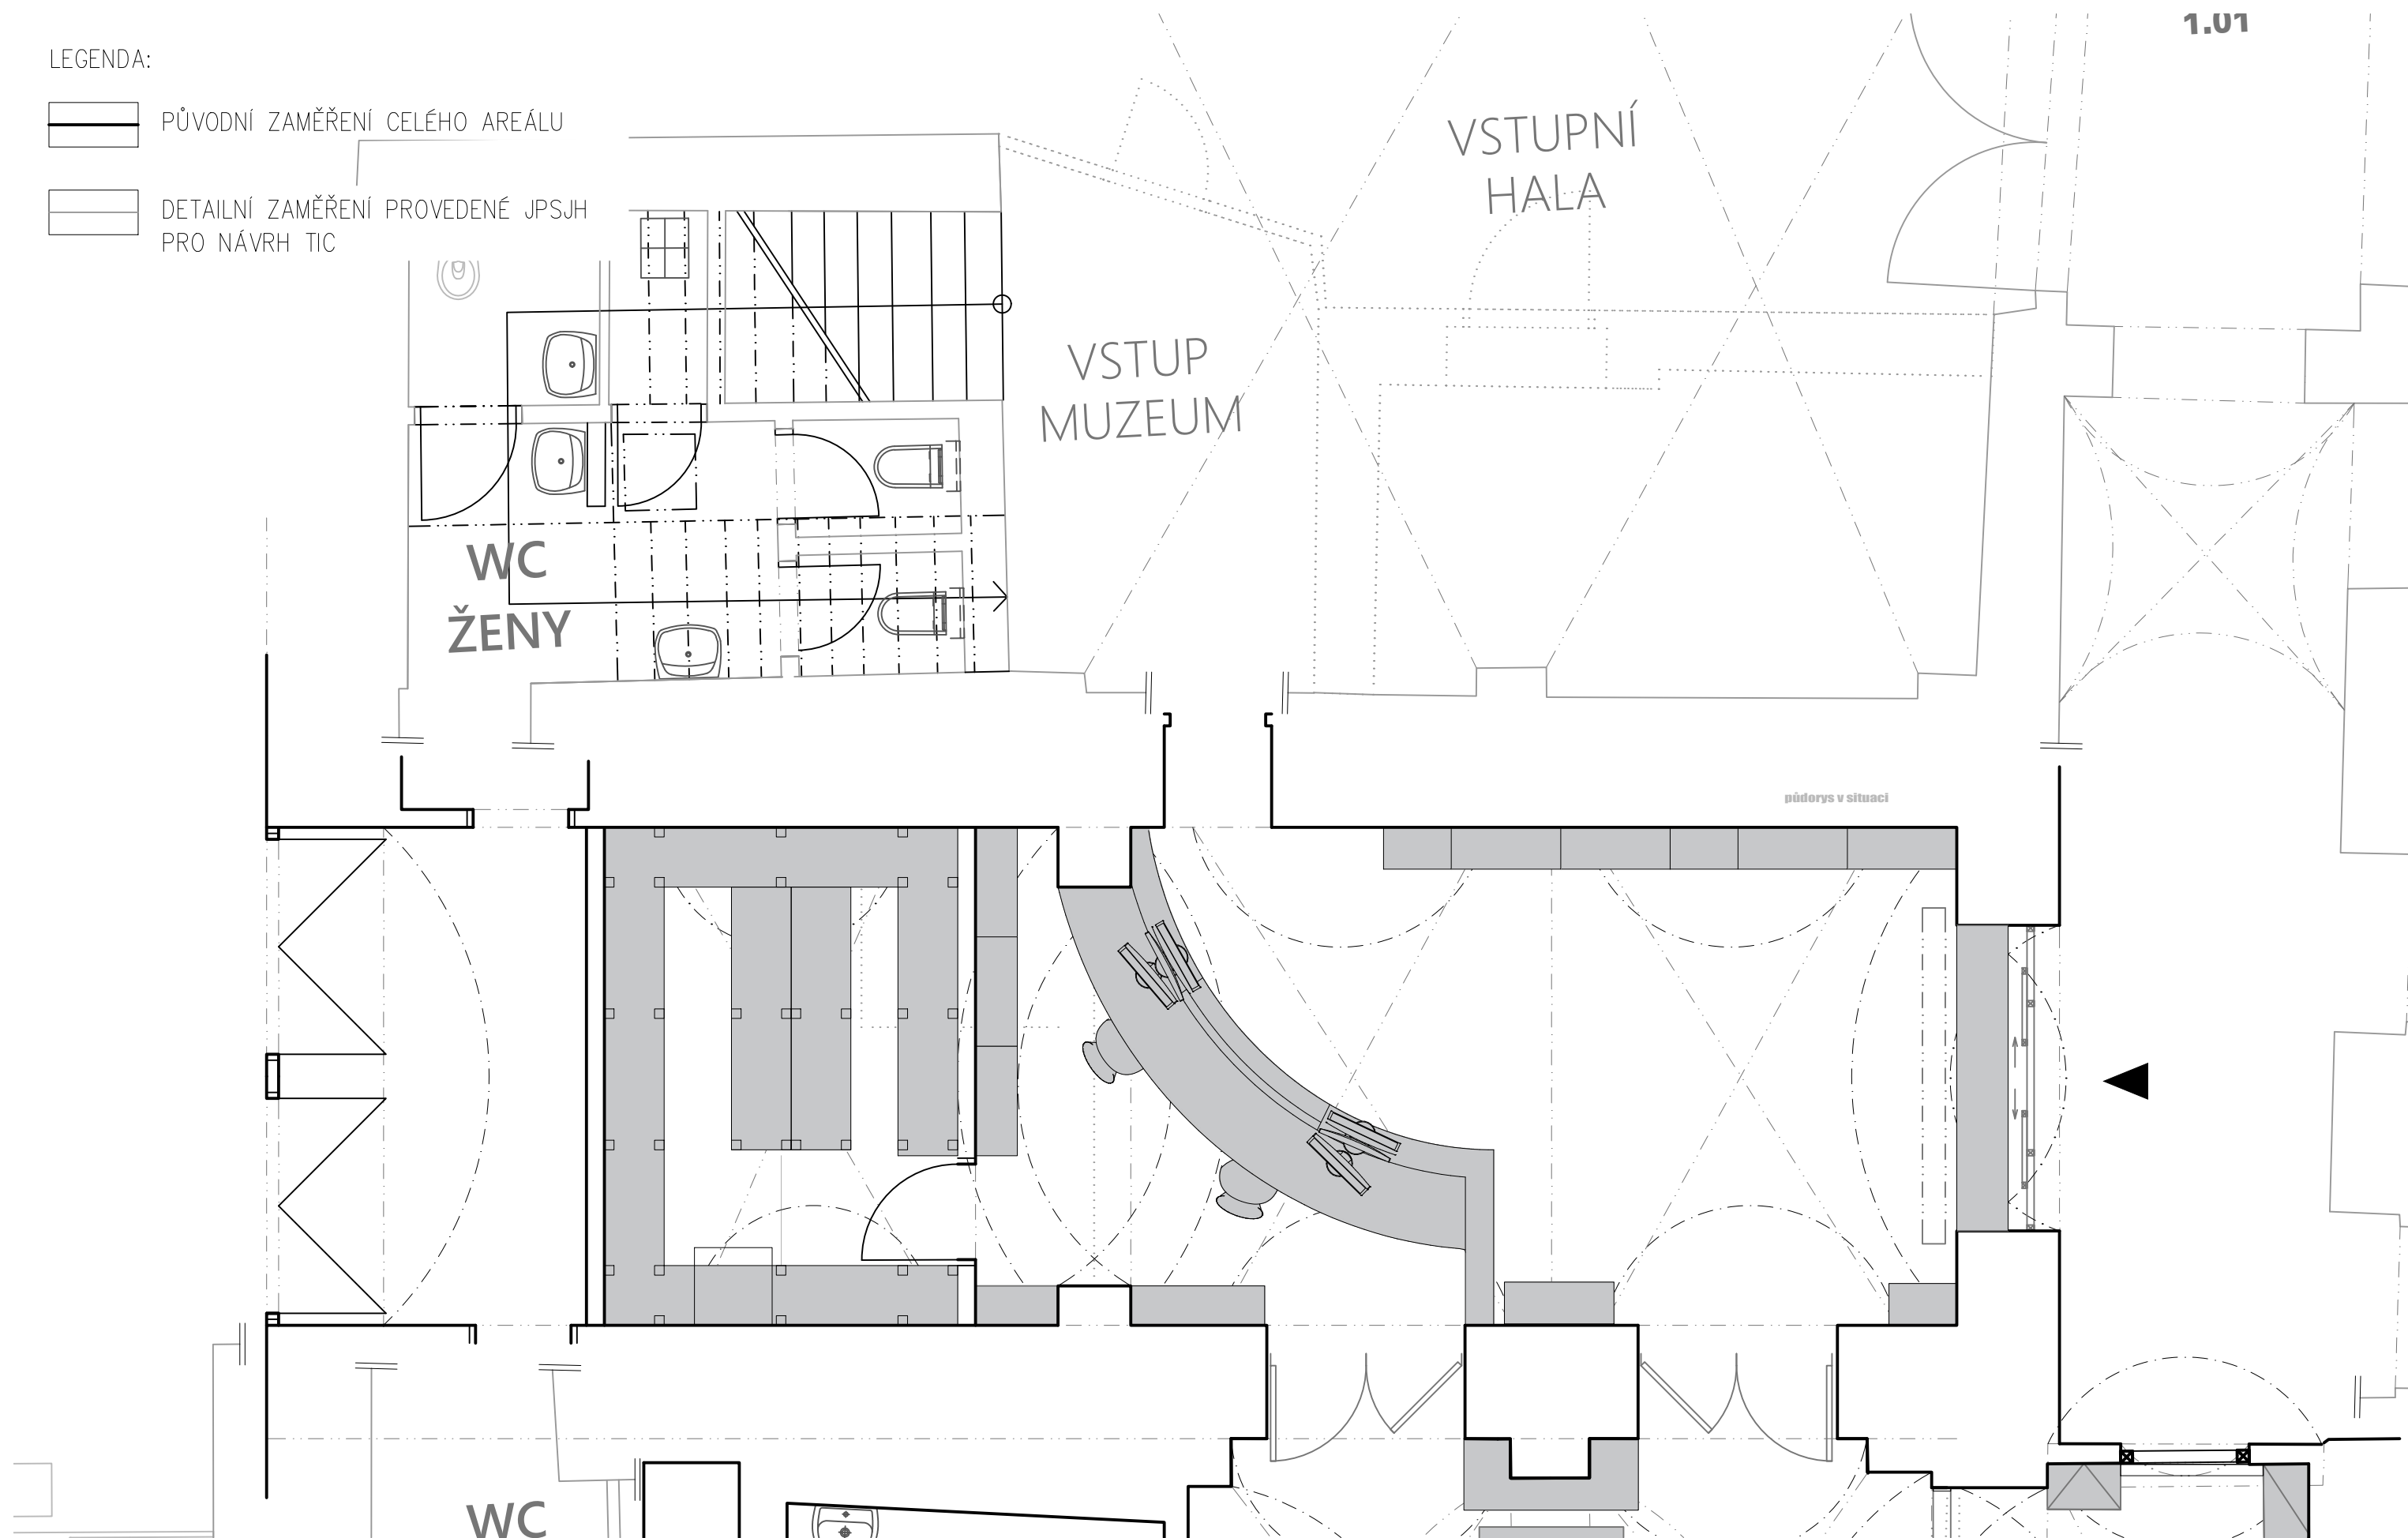 LEGENDA:
PŮVODNÍ ZAMĚŘENÍ CELÉHO AREÁLU
DETAILNÍ ZAMĚŘENÍ PROVEDENÉ JPSJH
PRO NÁVRH TIC
1.01
VSTUPNÍ
HALA
VSTUP
MUZEUM
WC
ŽENY
půdorys v situaci
WC